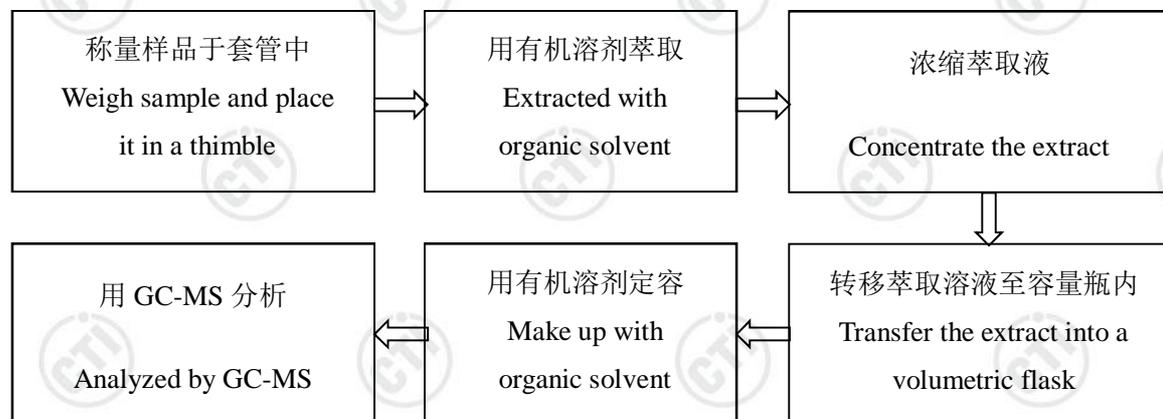 称量样品于套管中
Weigh sample and place
it in a thimble
用有机溶剂萃取
Extracted with
organic solvent
浓缩萃取液
Concentrate the extract
转移萃取溶液至容量瓶内
Transfer the extract into a
volumetric flask
用有机溶剂定容
Make up with
organic solvent
用 GC-MS 分析
Analyzed by GC-MS